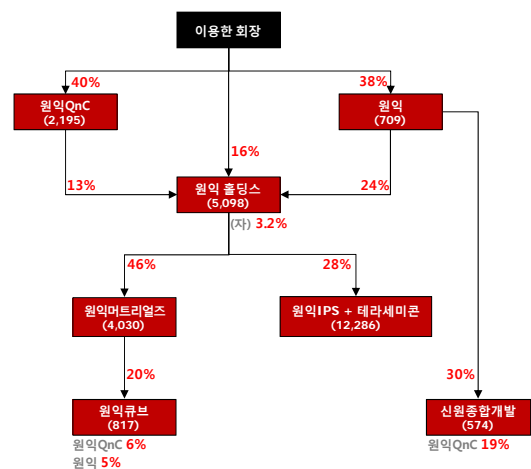 이용한 회장
40%
38%
원익QnC
(2,195)
원익
(709)
16%
13%
24%
원익 홀딩스
(5,098)
(자) 3.2%
46%
28%
원익머트리얼즈
(4,030)
원익IPS + 테라세미콘
(12,286)
20%
30%
원익큐브
(817)
신원종합개발
(574)
원익QnC 6%
원익QnC 19%
원익 5%